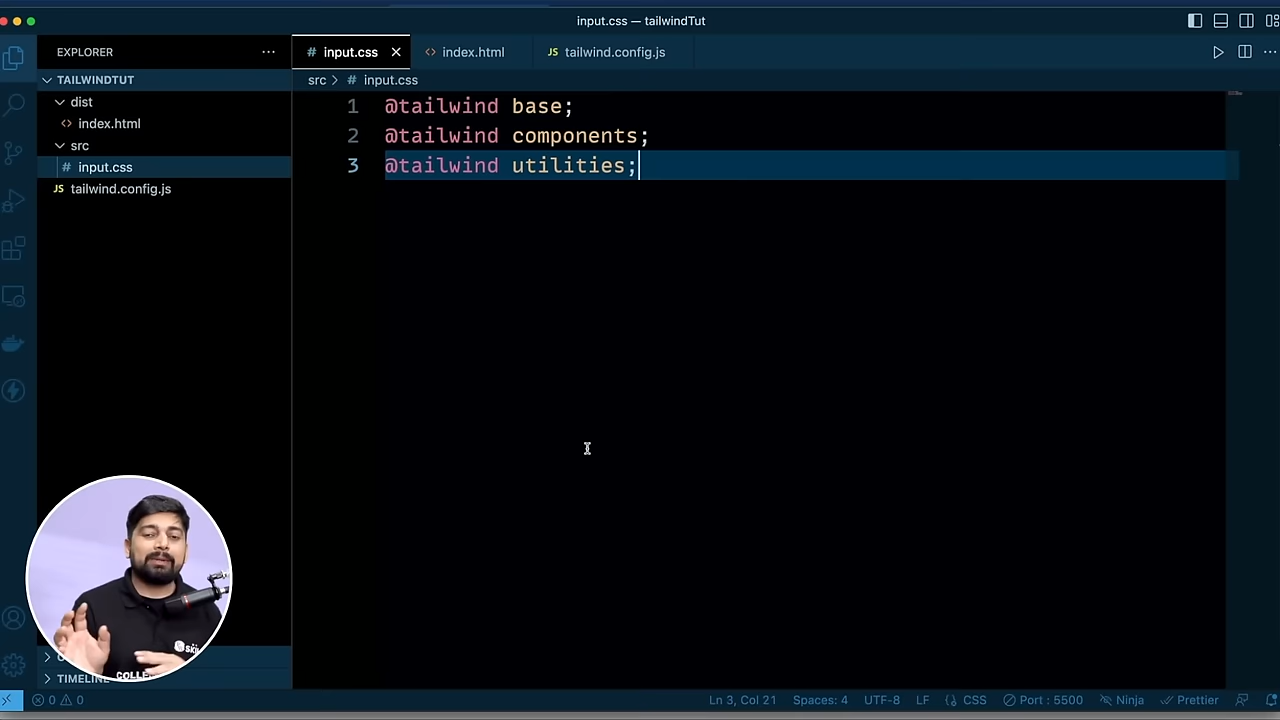 input.css — tailwindTut
EXPLORER
input.css
index.html
JS tailwind.config.js
TAILWINDTUT
src > # input.css
dist
<> index.html
src
# input.css
JS tailwind.config.js
1 @tailwind base;
2 @tailwind components;
3 @tailwind utilities;
TIMELINE
0 0
Ln 3, Col 21
Spaces: 4
UTF-8
LF
{} CSS
Port : 5500
Ninja
Prettier